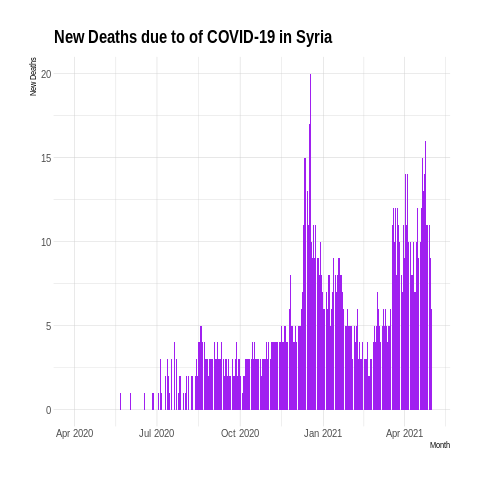 New Deaths due to of COVID-19 in Syria
New Deaths
20
15
10
5
0
Apr 2020 Jul 2020 Oct 2020 Jan 2021 Apr 2021
Month